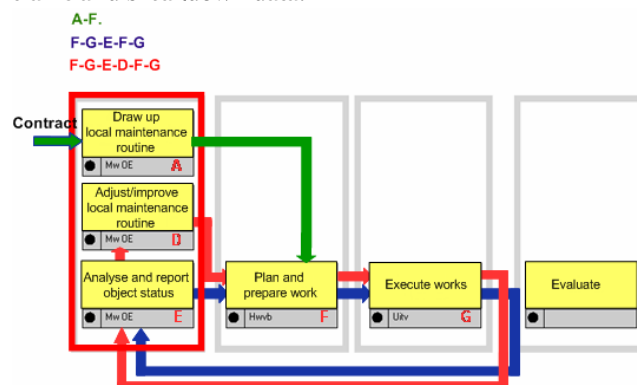 A-F.
F-G-E-F-G
F-G-E-D-F-G
Contract
Draw up
local maintenance
routine
Mw OE A
Adjust/improve
local maintenance
routine
Mw OE D
Analyse and report
object status
Mw OE E
Plan and
prepare work
Hwvb F
Execute works
Uitv G
Evaluate